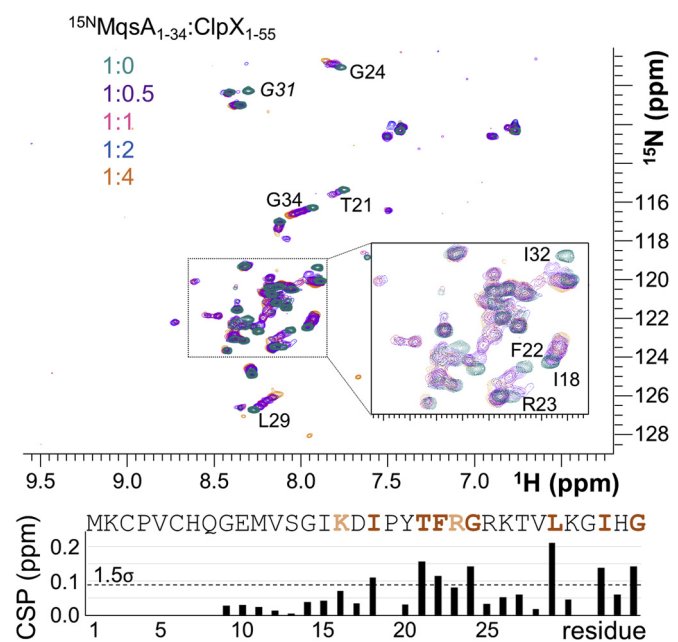 15NMqsA1-34:ClpX1-55
1:0
1:0.5
1:1
1:2
1:4
G24
G31
G34
T21
L29
I32
F22
I18
R23
15N (ppm)
116
118
120
122
124
126
128
9.5 9.0 8.5 8.0 7.5 7.0 1H (ppm)
MKCPVCHQGEMVSGIKDIPYTFRGRKTVLKGIHG
CSP (ppm)
0.2
0.1
0.0
1.5σ
1 5 10 15 20 25 residue